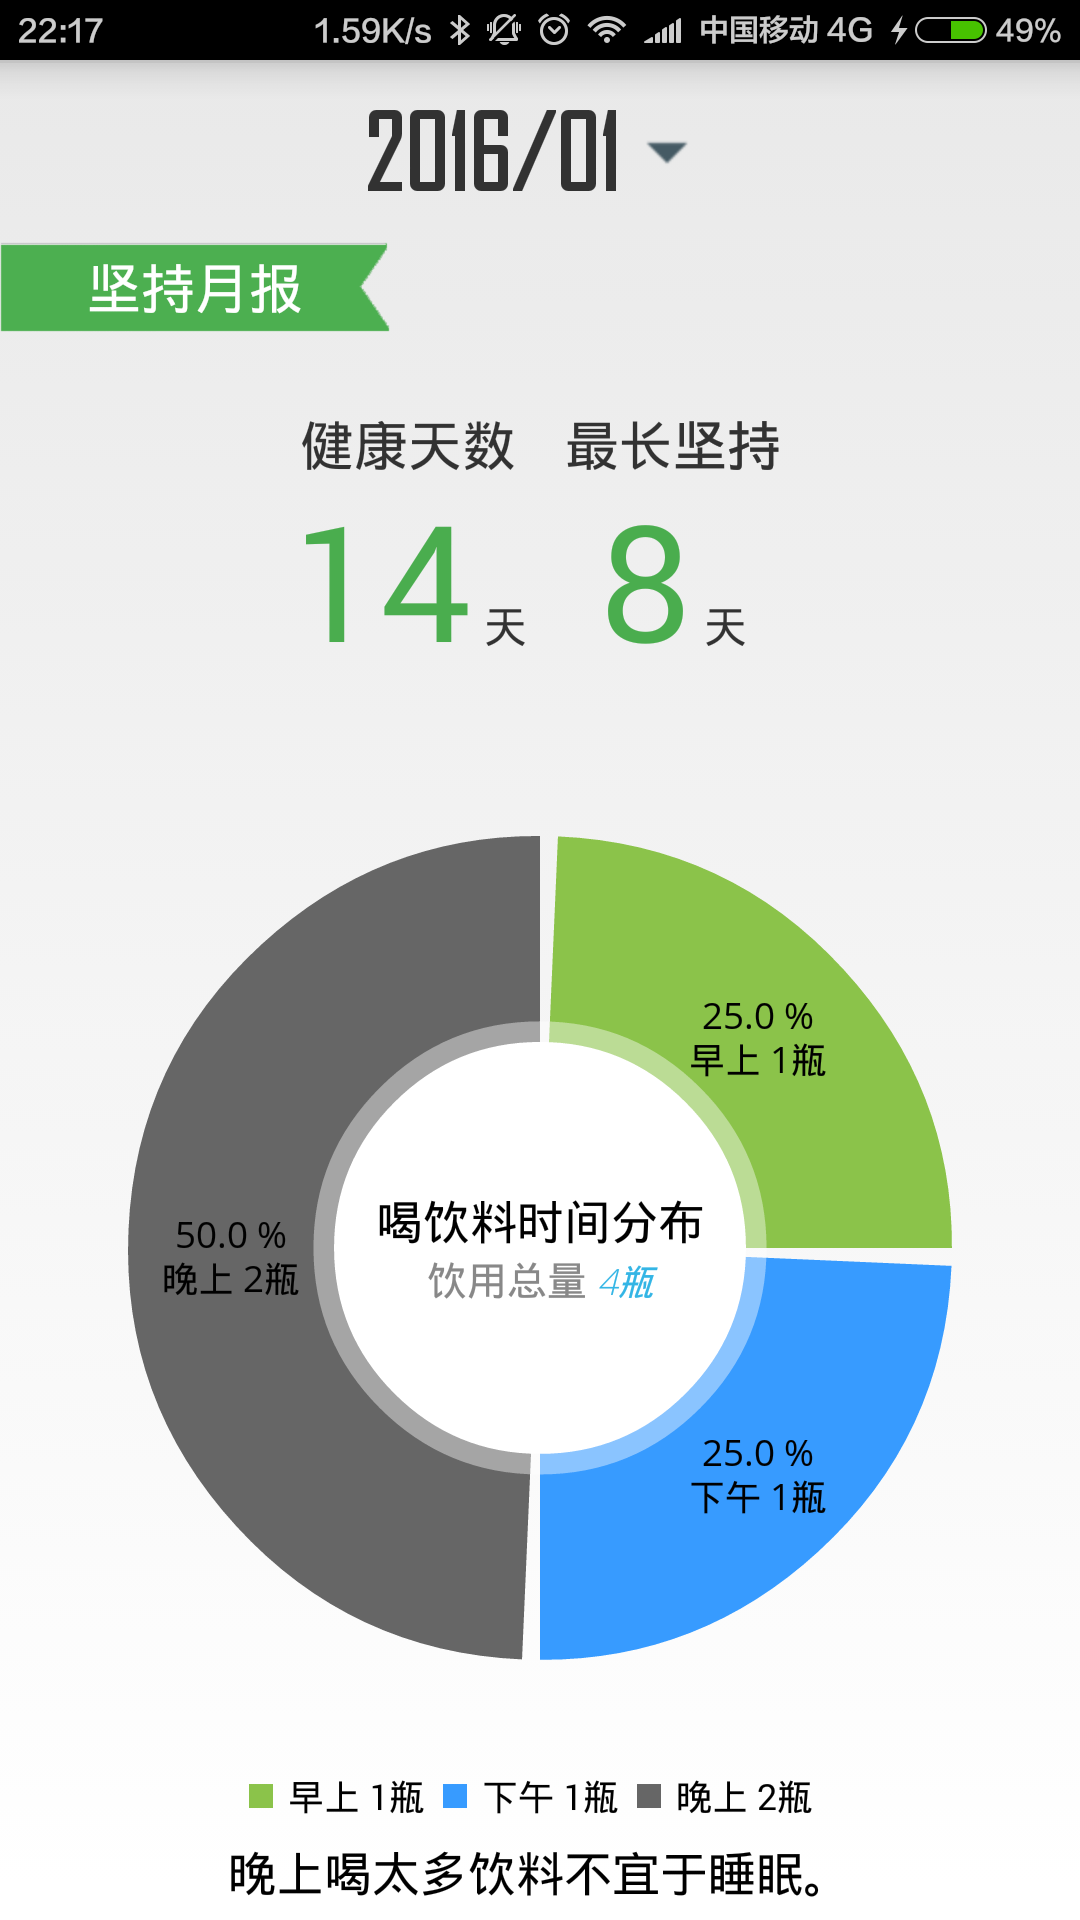 22:17 1.59K/s 中国移动 4G 49%
2016/01
坚持月报
健康天数 最长坚持
14天 8天
25.0 %
早上 1瓶
50.0 %
晚上 2瓶
喝饮料时间分布
饮用总量 4瓶
25.0 %
下午 1瓶
早上 1瓶 下午 1瓶 晚上 2瓶
晚上喝太多饮料不宜于睡眠。